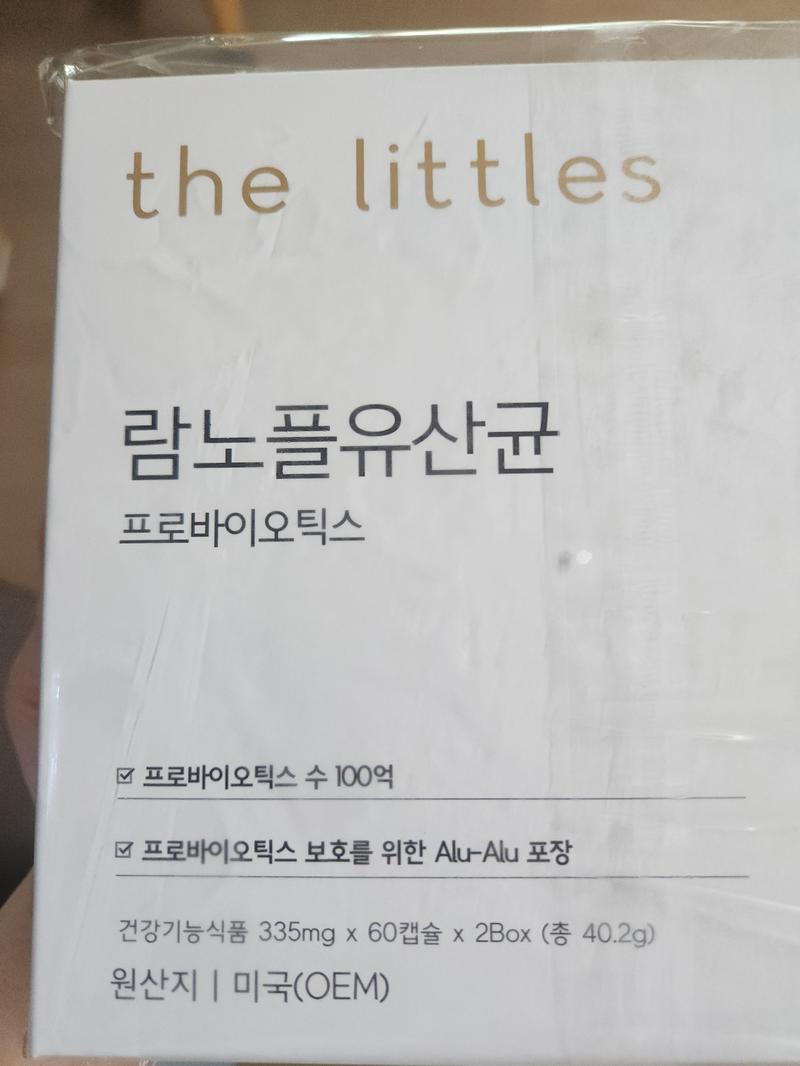 the littles
람노플유산균
프로바이오틱스
☑ 프로바이오틱스 수 100억
☑ 프로바이오틱스 보호를 위한 Alu-Alu 포장
건강기능식품 335mg x 60캡슐 x 2Box (총 40.2g)
원산지 | 미국(OEM)